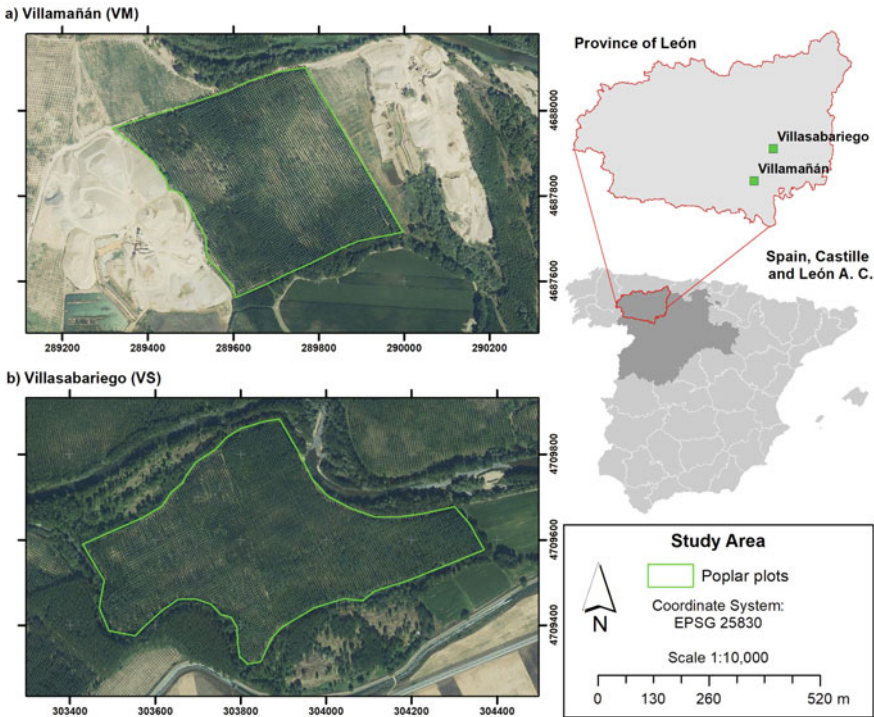 a) Villamañán (VM)
4688000
4687800
4687600
289200 289400 289600 289800 290000 290200
b) Villasabariego (VS)
4709800
4709600
4709400
303400 303600 303800 304000 304200 304400
Province of León
Villasabariego
Villamañán
Spain, Castille
and León A. C.
Study Area
Poplar plots
N
Coordinate System:
EPSG 25830
Scale 1:10,000
0 130 260 520 m